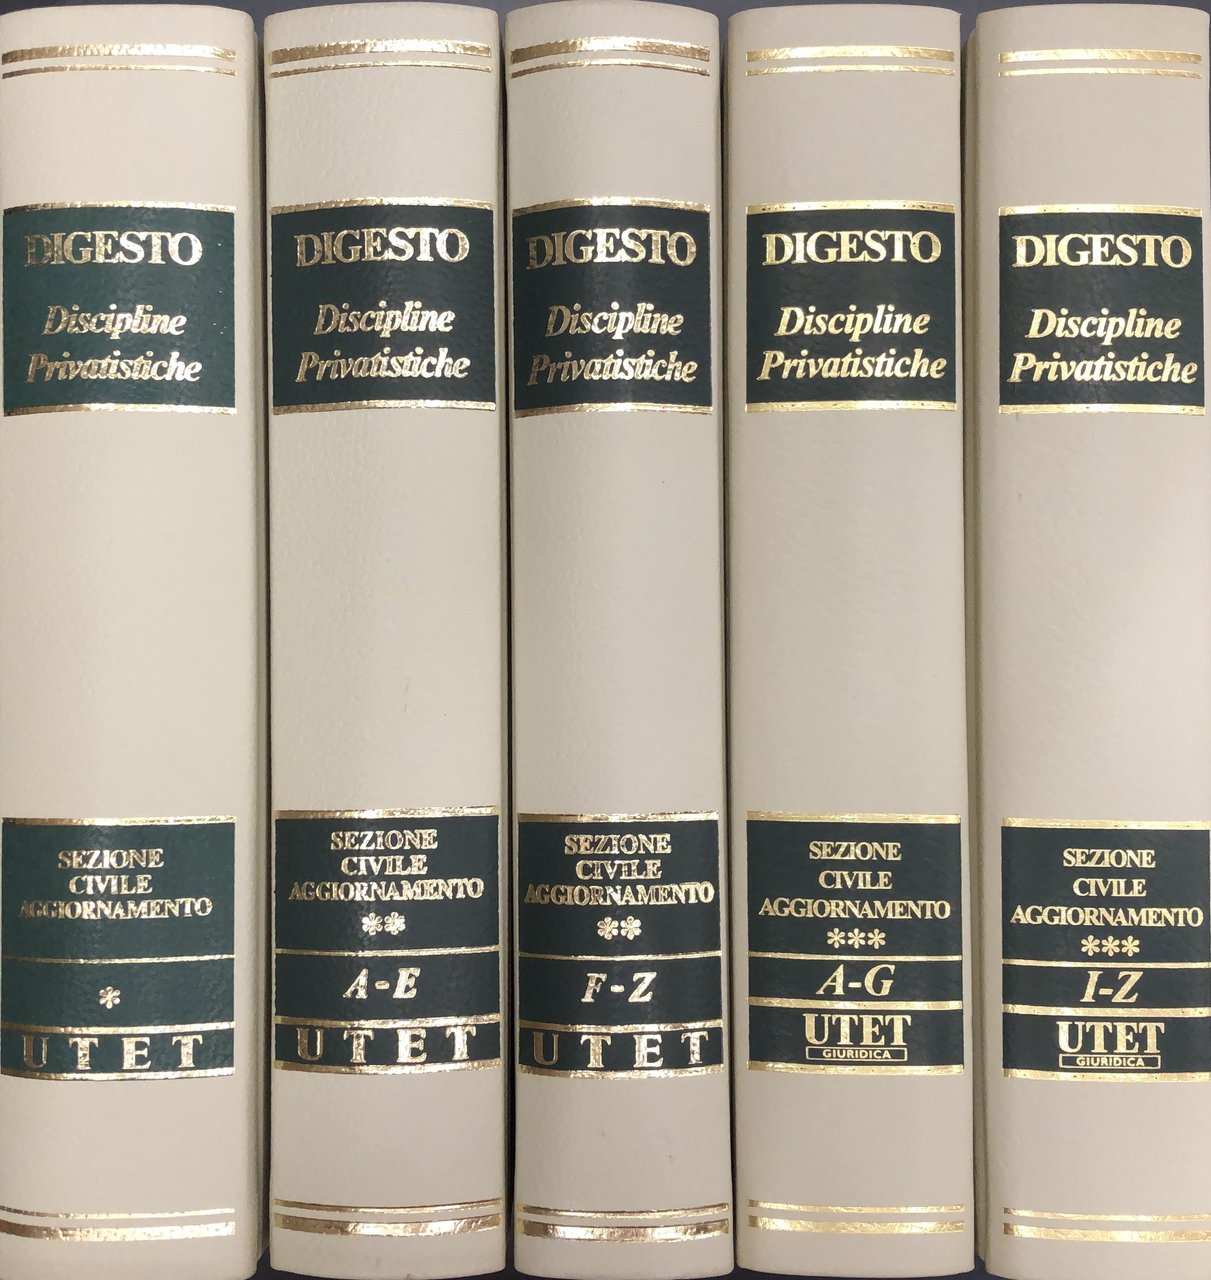 DIGESTO
Discipline
Privatistiche
SEZIONE
CIVILE
AGGIORNAMENTO
*
UTET
DIGESTO
Discipline
Privatistiche
SEZIONE
CIVILE
AGGIORNAMENTO
**
A-E
UTET
DIGESTO
Discipline
Privatistiche
SEZIONE
CIVILE
AGGIORNAMENTO
**
F-Z
UTET
DIGESTO
Discipline
Privatistiche
SEZIONE
CIVILE
AGGIORNAMENTO
***
A-G
UTET
GIURIDICA
DIGESTO
Discipline
Privatistiche
SEZIONE
CIVILE
AGGIORNAMENTO
***
I-Z
UTET
GIURIDICA